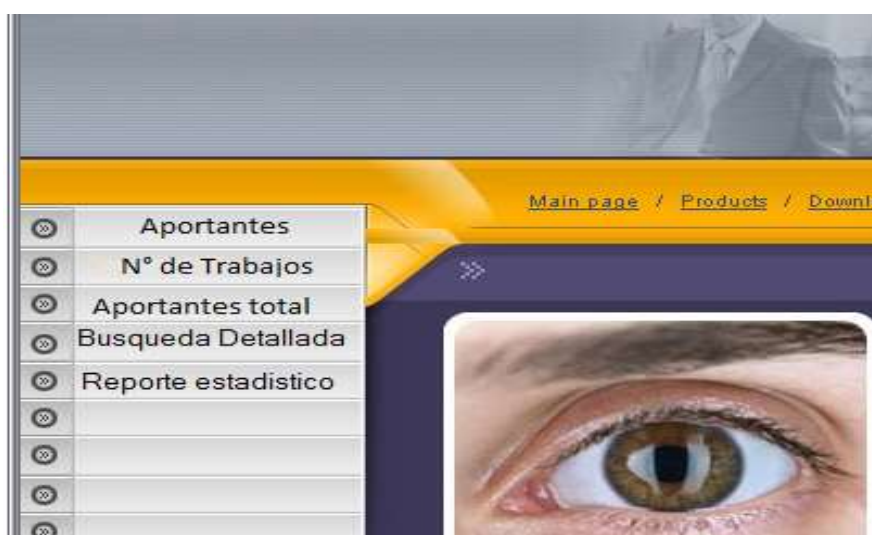 Main page / Products / Downl
Aportantes
N° de Trabajos
Aportantes total
Busqueda Detallada
Reporte estadistico